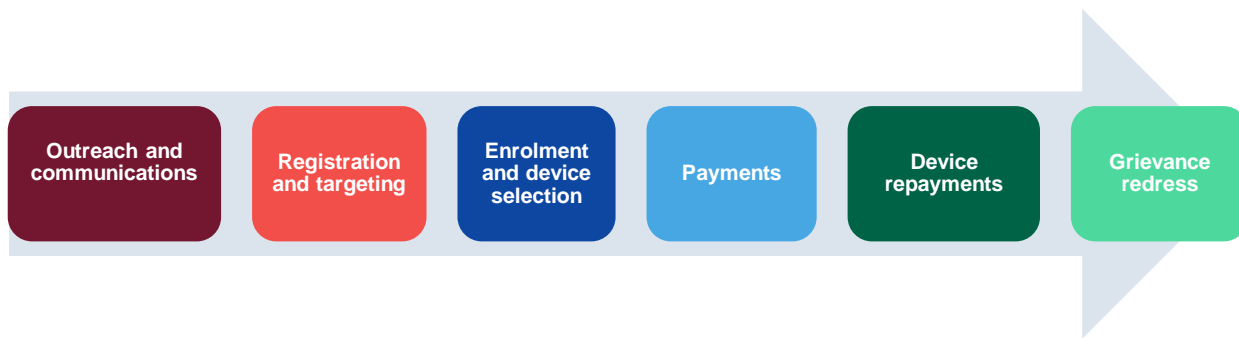 Outreach and
communications
Registration
and targeting
Enrolment
and device
selection
Payments
Device
repayments
Grievance
redress